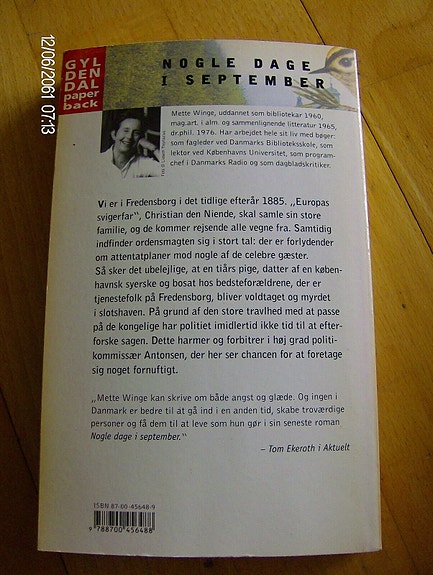 12/06/2061 07:13
GYL
DEN
DAL
paper
back
NOGLE DAGE
I SEPTEMBER
Mette Winge, uddannet som bibliotekar 1960,
mag.art. i alm. og sammenlignende litteratur 1965,
dr.phil. 1976. Har arbejdet hele sit liv med bøger:
som fagleder ved Danmarks Biblioteksskole, som
lektor ved Københavns Universitet, som program-
chef i Danmarks Radio og som dagbladskritiker.
Vi er i Fredensborg i det tidlige efterår 1885. „Europas
svigerfar“, Christian den Niende, skal samle sin store
familie, og de kommer rejsende alle vegne fra. Samtidig
indfinder ordensmagten sig i stort tal: der er forlydender
om attentatplaner mod nogle af de celebre gæster.
Så sker det ubelejlige, at en tiårs pige, datter af en køben-
havnsk syerske og bosat hos bedsteforældrene, der er
tjenestefolk på Fredensborg, bliver voldtaget og myrdet
i slotshaven. På grund af den store travlhed med at passe
på de kongelige har politiet imidlertid ikke tid til at efter-
forske sagen. Dette harmer og forbitrer i høj grad politi-
kommissær Antonsen, der her ser chancen for at foretage
sig noget fornuftigt.
„Mette Winge kan skrive om både angst og glæde. Og ingen i
Danmark er bedre til at gå ind i en anden tid, skabe troværdige
personer og få dem til at leve som hun gør i sin seneste roman
Nogle dage i september.“
– Tom Ekeroth i Aktuelt
ISBN 87-00-45648-9
9 788700 456488